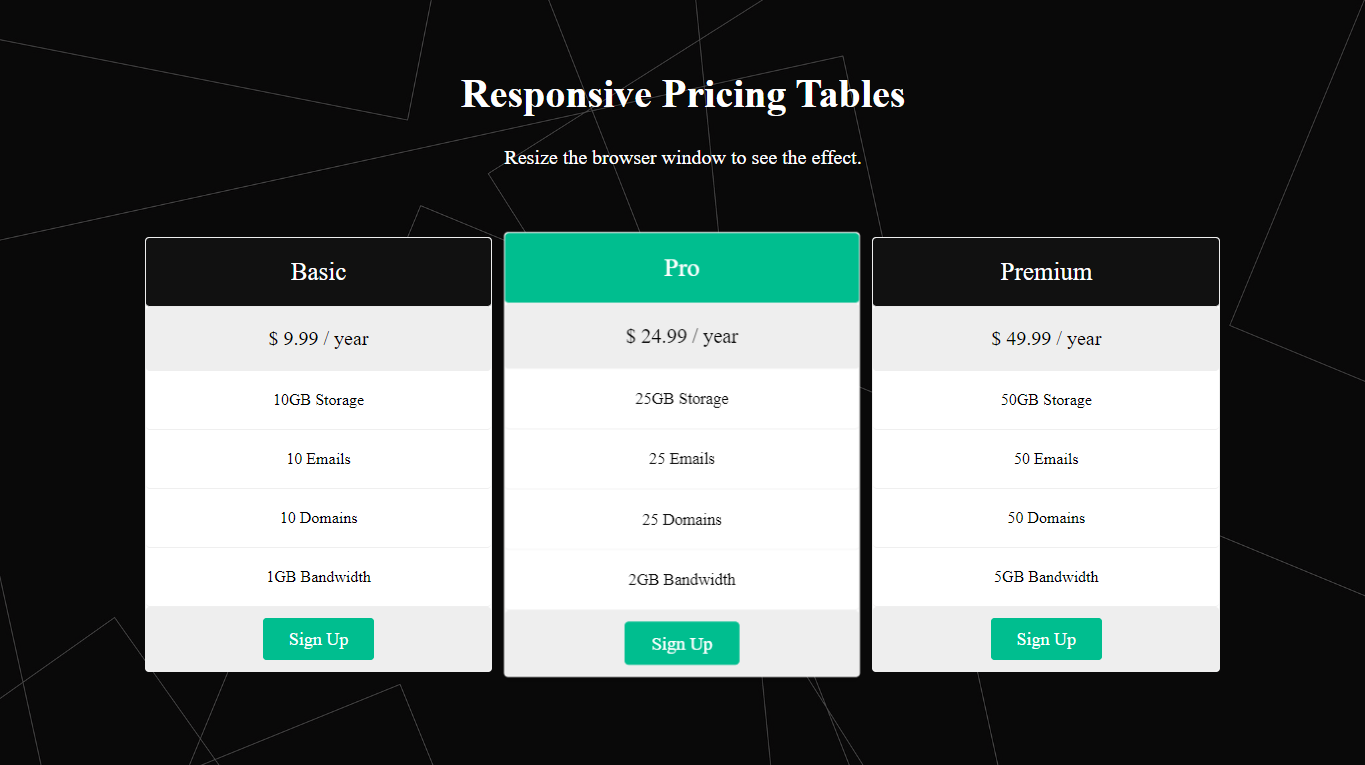 Responsive Pricing Tables
Resize the browser window to see the effect.
Basic
$ 9.99 / year
10GB Storage
10 Emails
10 Domains
1GB Bandwidth
Sign Up
Pro
$ 24.99 / year
25GB Storage
25 Emails
25 Domains
2GB Bandwidth
Sign Up
Premium
$ 49.99 / year
50GB Storage
50 Emails
50 Domains
5GB Bandwidth
Sign Up